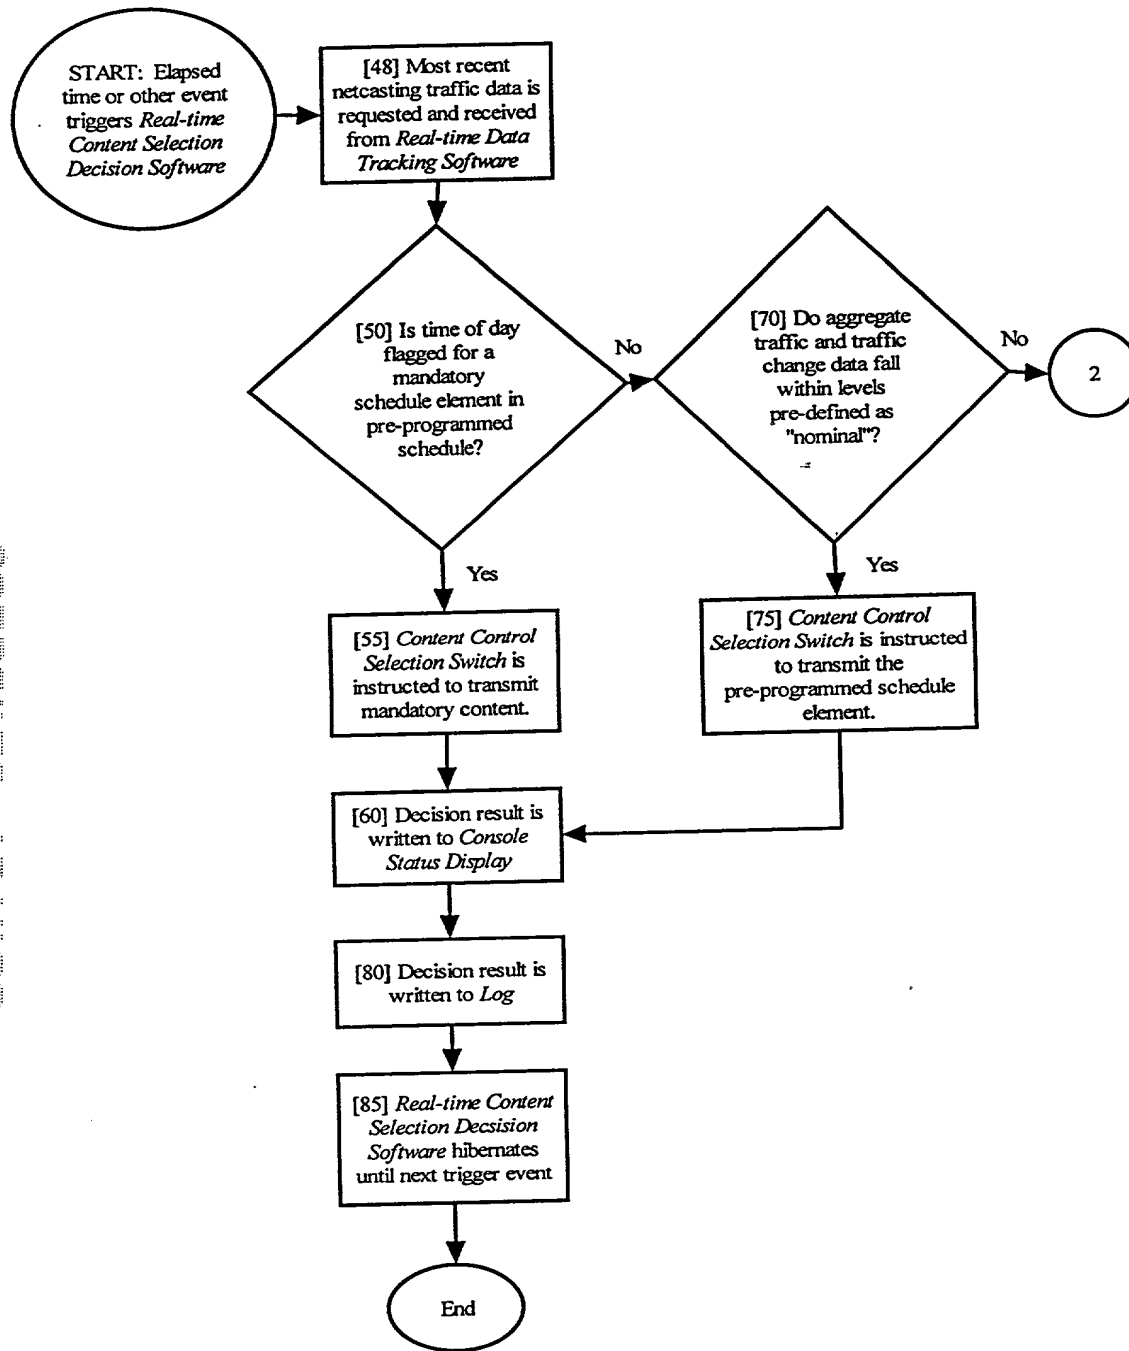 START: Elapsed
time or other event
triggers Real-time
Content Selection
Decision Software
[48] Most recent
netcasting traffic data is
requested and received
from Real-time Data
Tracking Software
[50] Is time of day
flagged for a
mandatory
schedule element in
pre-programmed
schedule?
No
[70] Do aggregate
traffic and traffic
change data fall
within levels
pre-defined as
"nominal"?
No
2
Yes
Yes
[55] Content Control
Selection Switch is
instructed to transmit
mandatory content.
[75] Content Control
Selection Switch is instructed
to transmit the
pre-programmed schedule
element.
[60] Decision result is
written to Console
Status Display
[80] Decision result is
written to Log
[85] Real-time Content
Selection Decsision
Software hibernates
until next trigger event
End